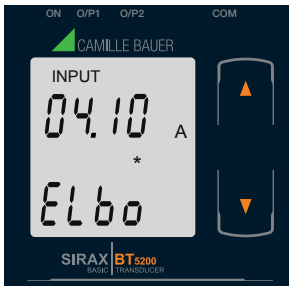 ON O/P1 O/P2 COM
CAMILLE BAUER
INPUT
04.10 A
*
ELbo
SIRAX BT5200
BASIC TRANSDUCER